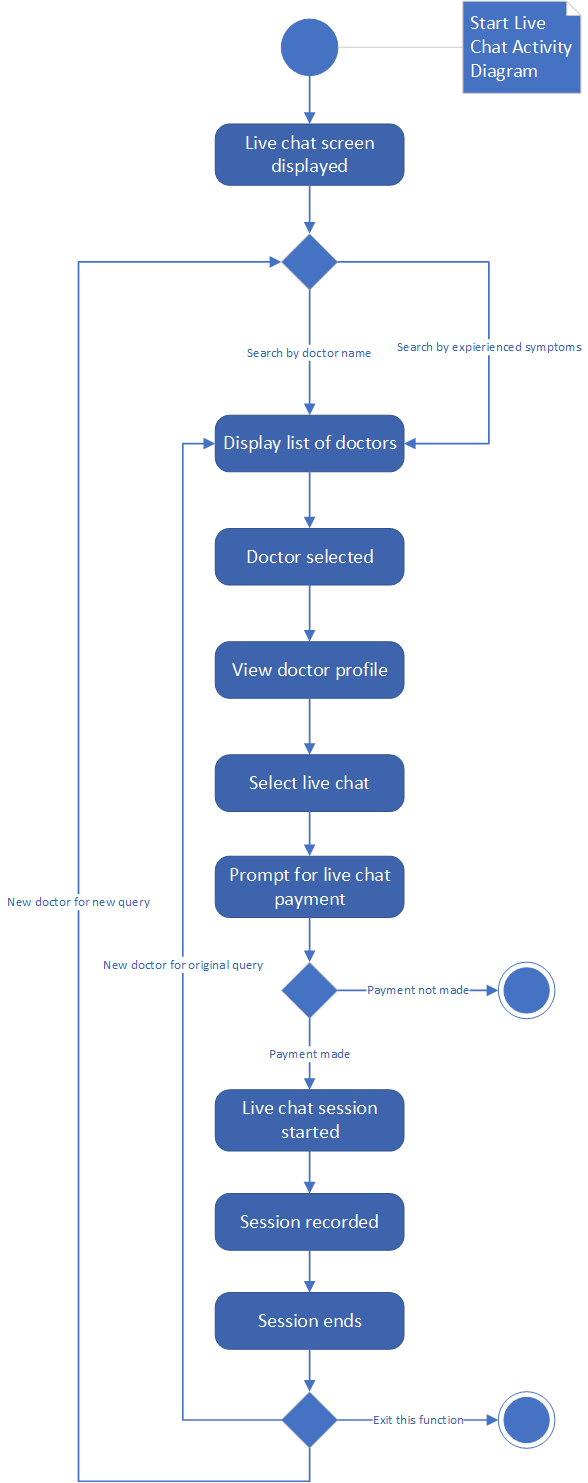 Start Live
Chat Activity
Diagram
Live chat screen
displayed
Search by expierienced symptoms
Search by doctor name
Display list of doctors
Doctor selected
View doctor profile
Select live chat
Prompt for live chat
payment
New doctor for new query
New doctor for original query
Payment not made
Payment made
Live chat session
started
Session recorded
Session ends
Exit this function